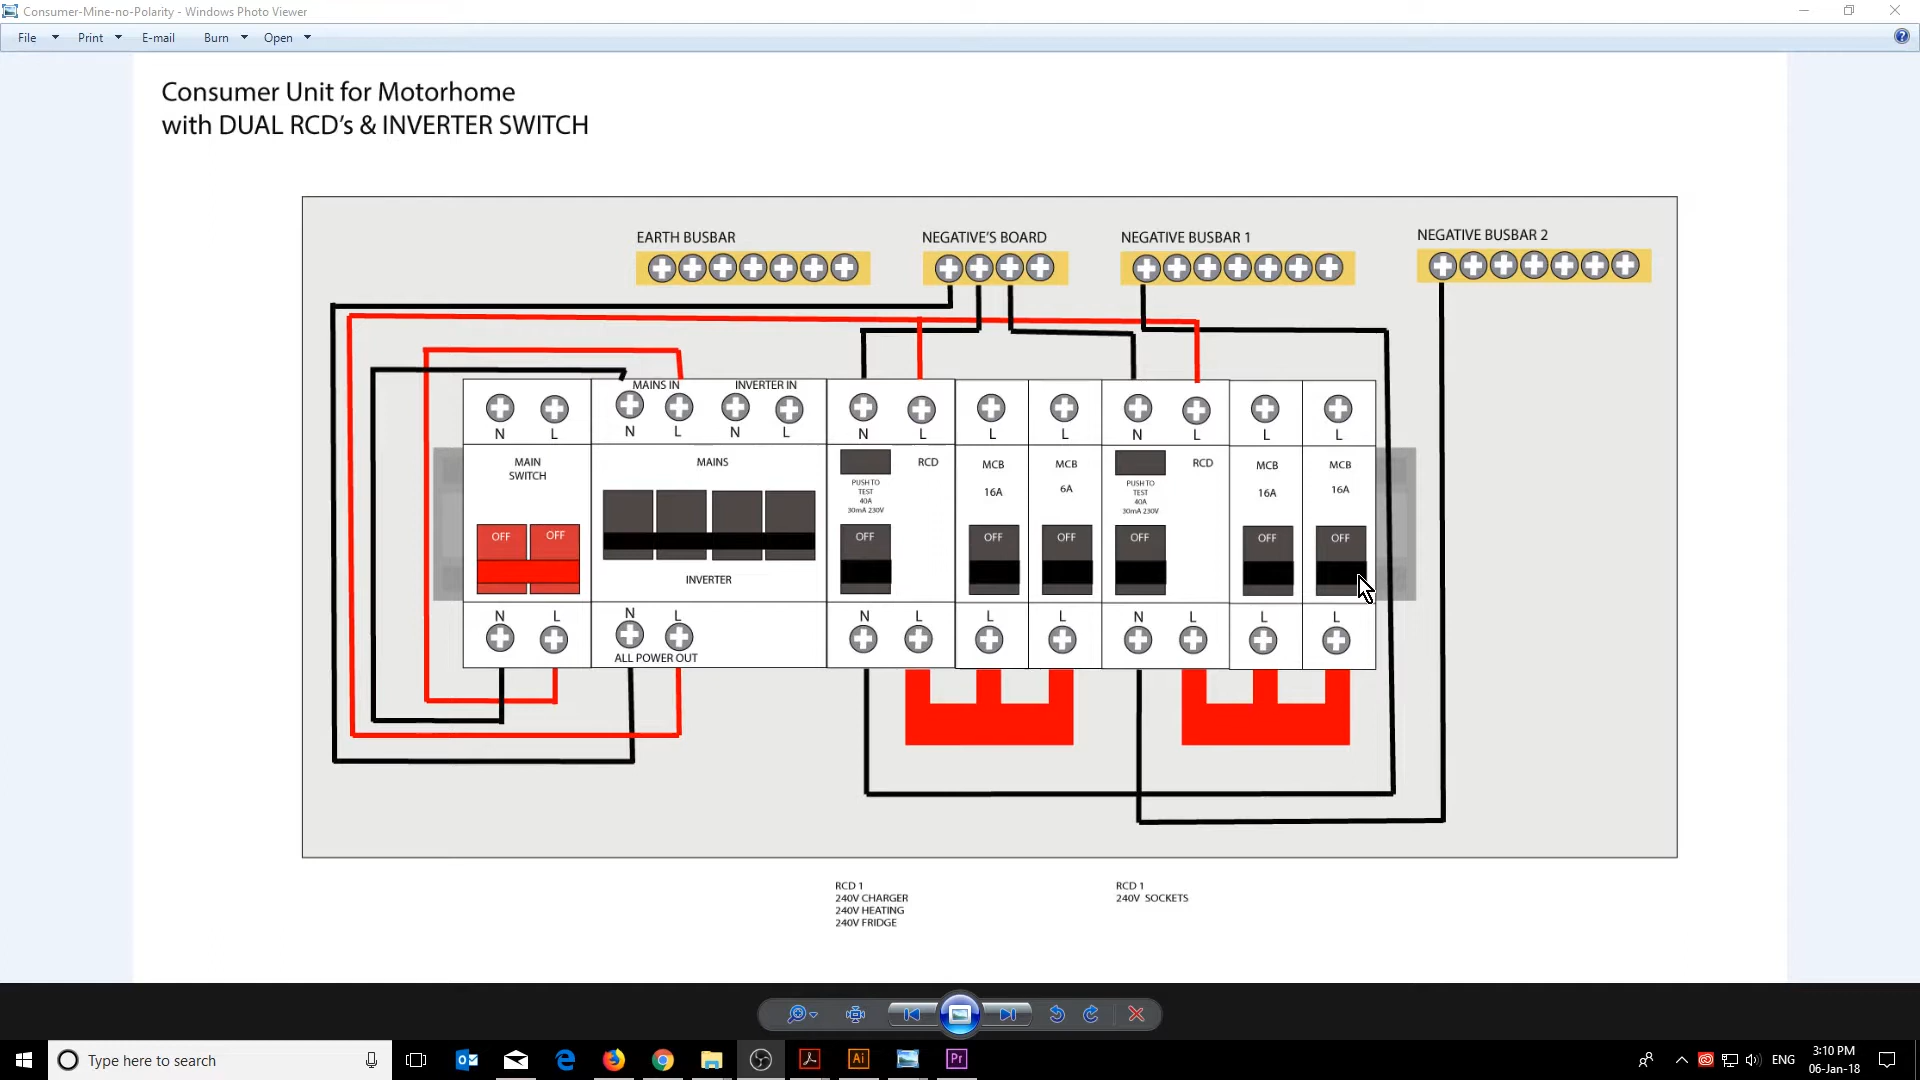 Consumer-Mine-no-Polarity - Windows Photo Viewer
File Print E-mail Burn Open
Consumer Unit for Motorhome
with DUAL RCD's & INVERTER SWITCH
EARTH BUSBAR
NEGATIVE'S BOARD
NEGATIVE BUSBAR 1
NEGATIVE BUSBAR 2
MAINS IN INVERTER IN
N L N L N L N L L L N L L L
MAIN
SWITCH
OFF OFF
N L
MAINS
INVERTER
N L
ALL POWER OUT
RCD
PUSH TO
TEST
40A
30mA 230V
OFF
N L
MCB
16A
OFF
L
MCB
6A
OFF
L
RCD
PUSH TO
TEST
40A
30mA 230V
OFF
N L
MCB
16A
OFF
L
MCB
16A
OFF
L
RCD 1
240V CHARGER
240V HEATING
240V FRIDGE
RCD 1
240V SOCKETS
Type here to search
Ai
Pr
ENG
3:10 PM
06-Jan-18